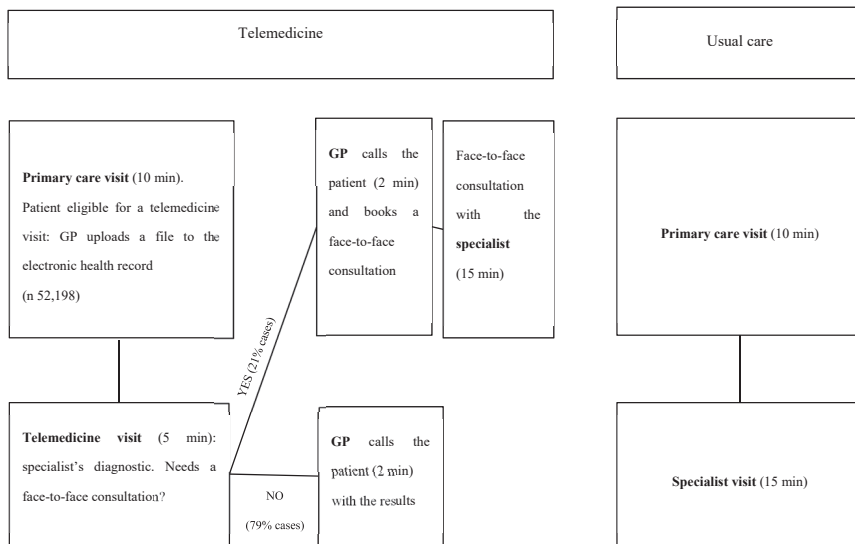 Telemedicine
Usual care
Primary care visit (10 min).
Patient eligible for a telemedicine
visit: GP uploads a file to the
electronic health record
(n 52,198)
GP calls the
patient (2 min)
and books a
face-to-face
consultation
Face-to-face
consultation
with the
specialist
(15 min)
Primary care visit (10 min)
YES (21% cases)
Telemedicine visit (5 min):
specialist's diagnostic. Needs a
face-to-face consultation?
NO
(79% cases)
GP calls the
patient (2 min)
with the results
Specialist visit (15 min)